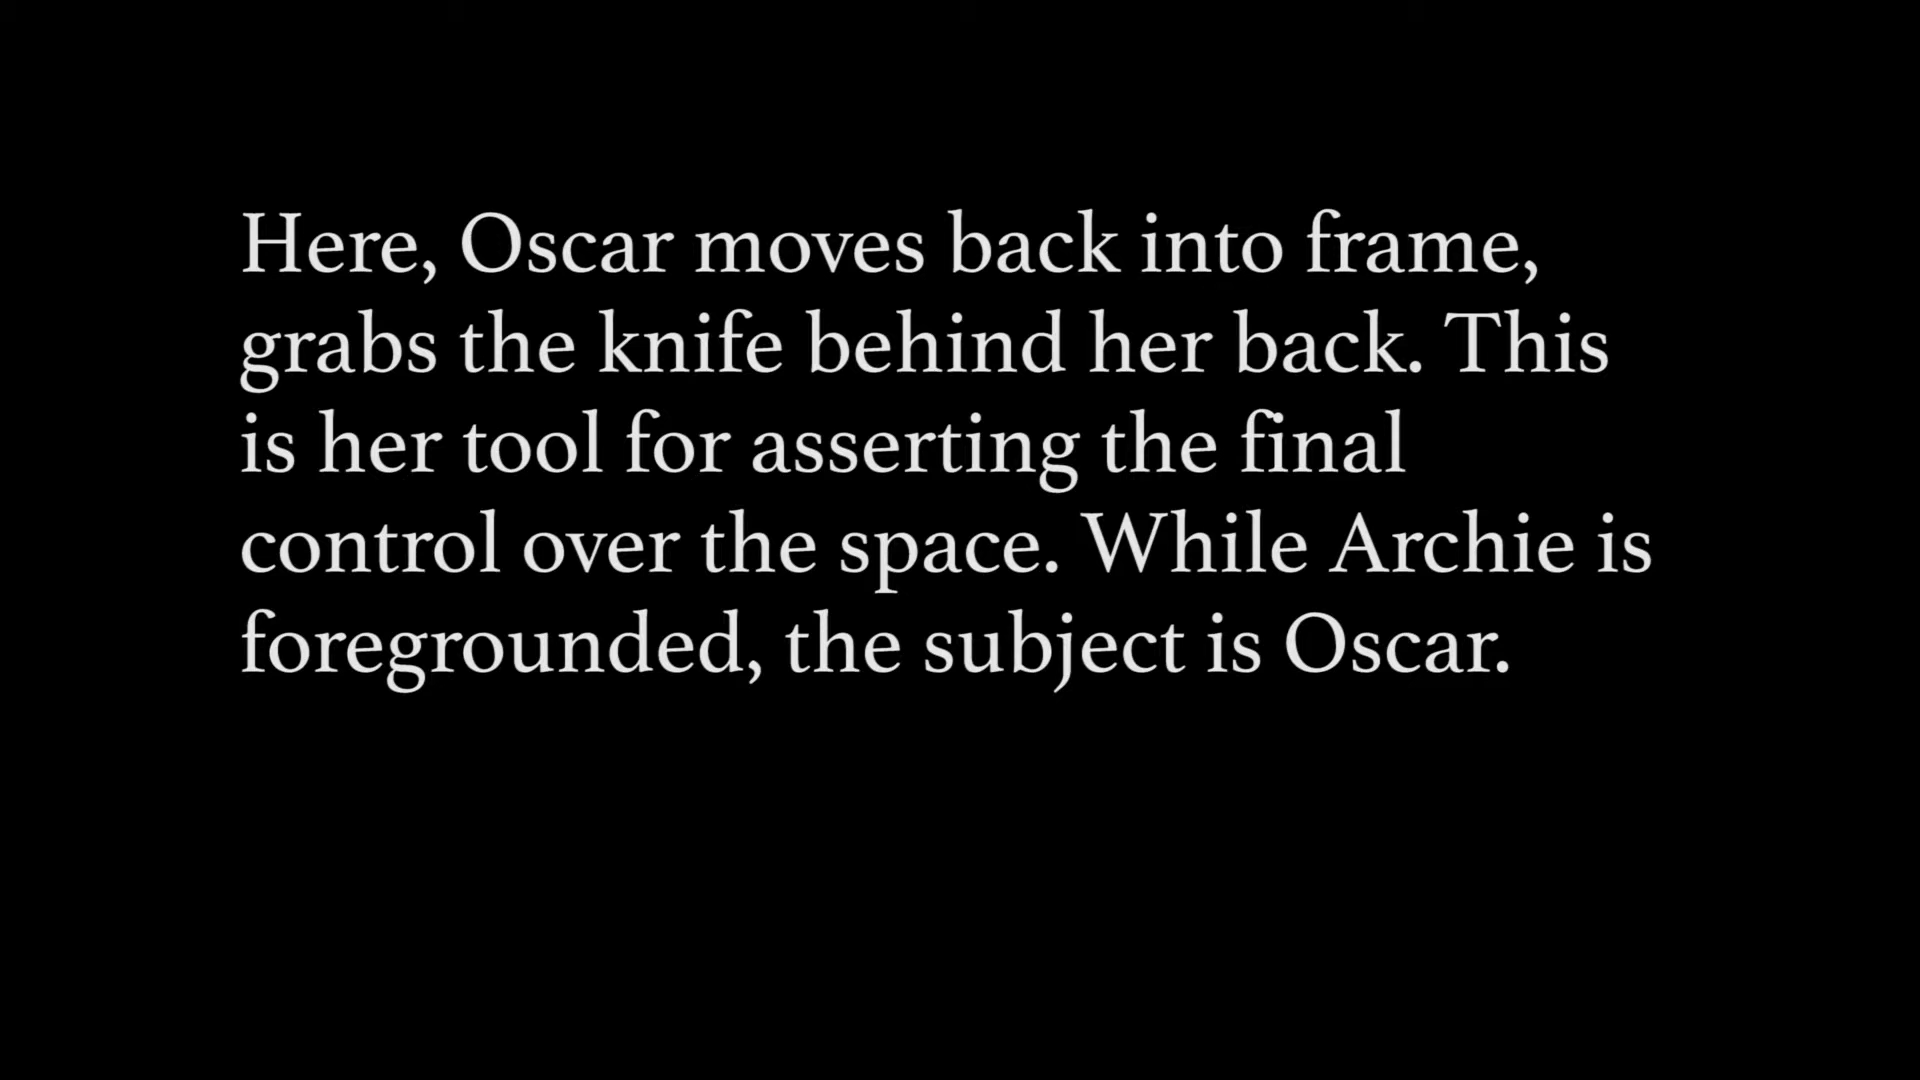 Here, Oscar moves back into frame,
grabs the knife behind her back. This
is her tool for asserting the final
control over the space. While Archie is
foregrounded, the subject is Oscar.